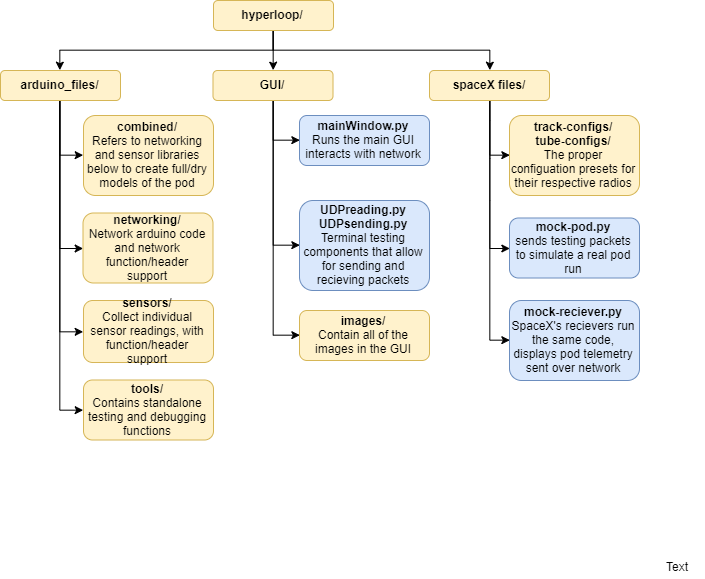 hyperloop/
arduino_files/
GUI/
spaceX files/
combined/
Refers to networking
and sensor libraries
below to create full/dry
models of the pod
networking/
Network arduino code
and network
function/header
support
sensors/
Collect individual
sensor readings, with
function/header
support
tools/
Contains standalone
testing and debugging
functions
mainWindow.py
Runs the main GUI
interacts with network
UDPreading.py
UDPsending.py
Terminal testing
components that allow
for sending and
recieving packets
images/
Contain all of the
images in the GUI
track-configs/
tube-configs/
The proper
configuation presets for
their respective radios
mock-pod.py
sends testing packets
to simulate a real pod
run
mock-reciever.py
SpaceX's recievers run
the same code,
displays pod telemetry
sent over network
Text